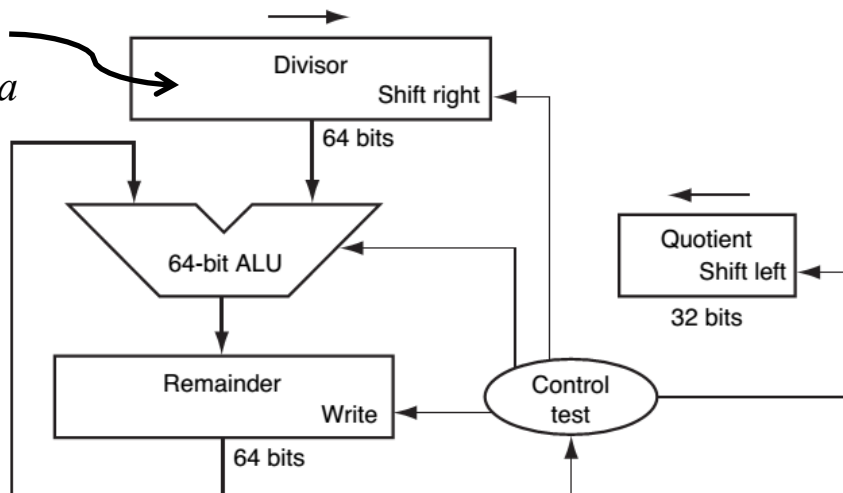 Divisor
a
Shift right
64 bits
64-bit ALU
Quotient
Shift left
32 bits
Remainder
Write
Control
test
64 bits